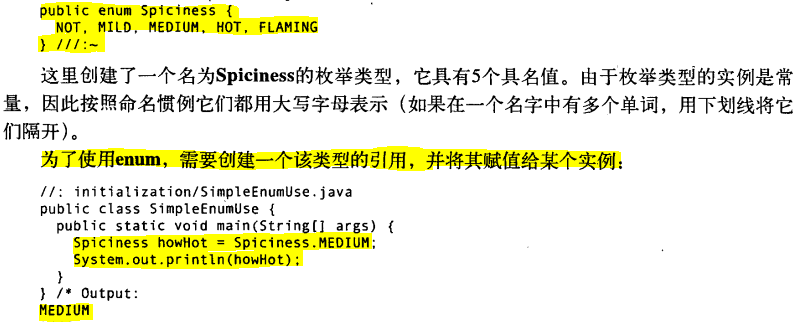 public enum Spiciness {
NOT, MILD, MEDIUM, HOT, FLAMING
} ///:~
这里创建了一个名为Spiciness的枚举类型，它具有5个具名值。由于枚举类型的实例是常
量，因此按照命名惯例它们都用大写字母表示（如果在一个名字中有多个单词，用下划线将它
们隔开）。
为了使用enum，需要创建一个该类型的引用，并将其赋值给某个实例：
//: initialization/SimpleEnumUse.java
public class SimpleEnumUse {
public static void main(String[] args) {
Spiciness howHot = Spiciness.MEDIUM;
System.out.println(howHot);
}
} /* Output:
MEDIUM